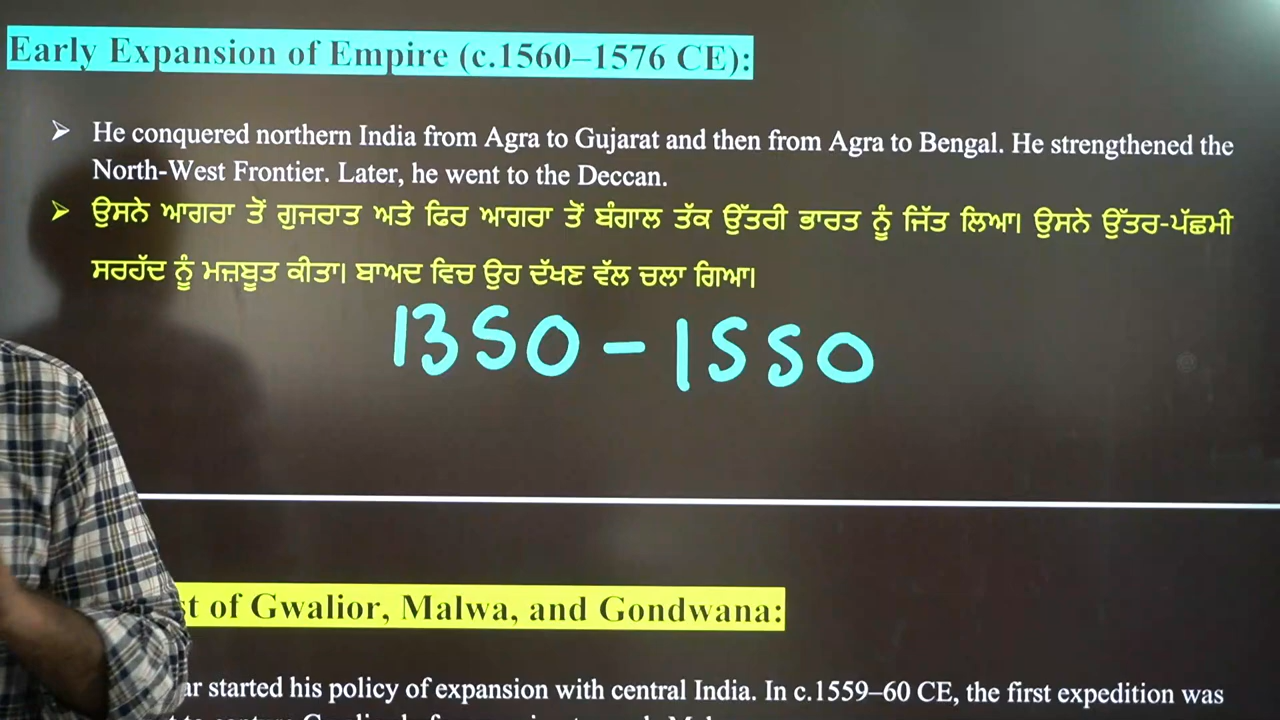 Early Expansion of Empire (c.1560–1576 CE):
➢ He conquered northern India from Agra to Gujarat and then from Agra to Bengal. He strengthened the
North-West Frontier. Later, he went to the Deccan.
➢ ਉਸਨੇ ਆਗਰਾ ਤੋਂ ਗੁਜਰਾਤ ਅਤੇ ਫਿਰ ਆਗਰਾ ਤੋਂ ਬੰਗਾਲ ਤੱਕ ਉੱਤਰੀ ਭਾਰਤ ਨੂੰ ਜਿੱਤ ਲਿਆ। ਉਸਨੇ ਉੱਤਰ-ਪੱਛਮੀ
ਸਰਹੱਦ ਨੂੰ ਮਜ਼ਬੂਤ ਕੀਤਾ। ਬਾਅਦ ਵਿਚ ਉਹ ਦੱਖਣ ਵੱਲ ਚਲਾ ਗਿਆ।
1350 – 1550
of Gwalior, Malwa, and Gondwana:
started his policy of expansion with central India. In c.1559–60 CE, the first expedition was